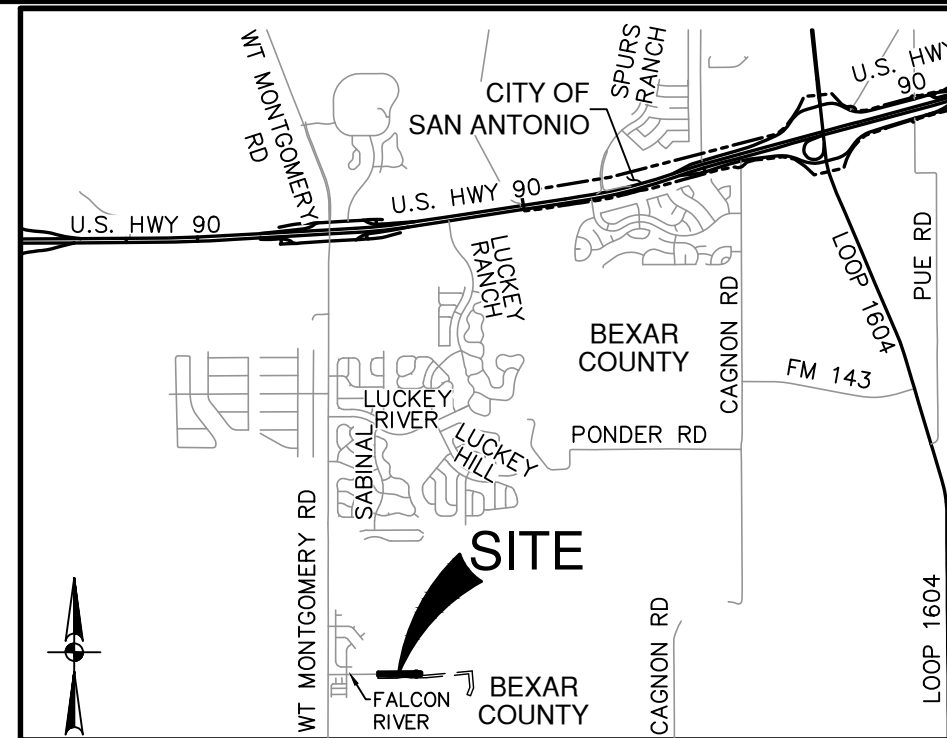 WT MONTGOMERY
RD
SPURS
RANCH
U.S. HWY
90
CITY OF
SAN ANTONIO
U.S. HWY 90
U.S. HWY 90
LUCKEY
RANCH
LOOP 1604
PUE RD
BEXAR
COUNTY
CAGNON RD
FM 143
LUCKEY
RIVER
SABINAL
LUCKEY
HILL
PONDER RD
WT MONTGOMERY RD
SITE
CAGNON RD
LOOP 1604
FALCON
RIVER
BEXAR
COUNTY